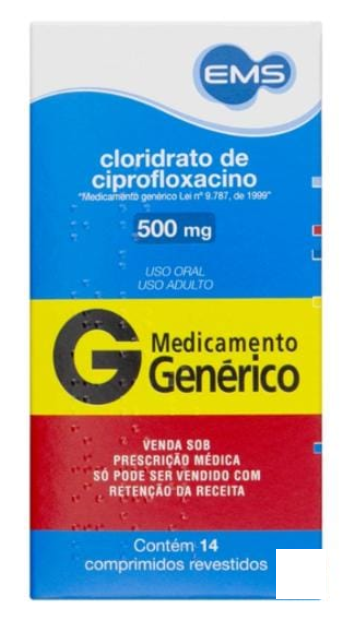 EMS
cloridrato de
ciprofloxacino
"Medicamento genérico Lei nº 9.787, de 1999"
500 mg
USO ORAL
USO ADULTO
G Medicamento
Genérico
VENDA SOB
PRESCRIÇÃO MÉDICA
SÓ PODE SER VENDIDO COM
RETENÇÃO DA RECEITA
Contém 14
comprimidos revestidos